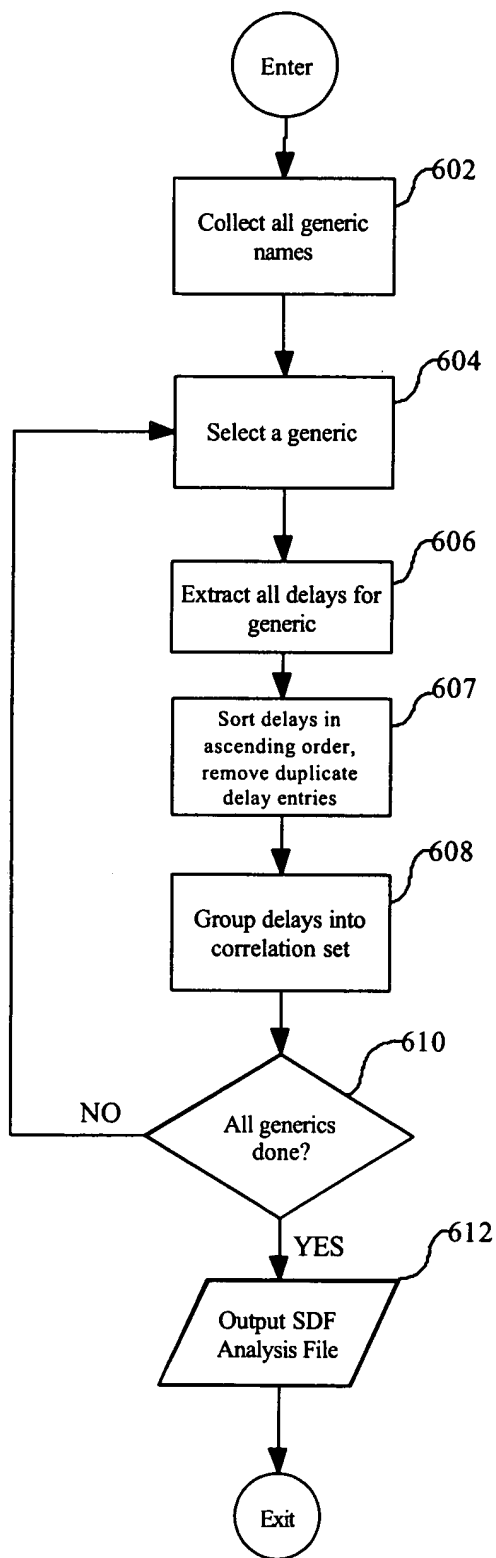 Enter
602
Collect all generic
names
604
Select a generic
606
Extract all delays for
generic
607
Sort delays in
ascending order,
remove duplicate
delay entries
608
Group delays into
correlation set
610
NO
All generics
done?
YES
612
Output SDF
Analysis File
Exit